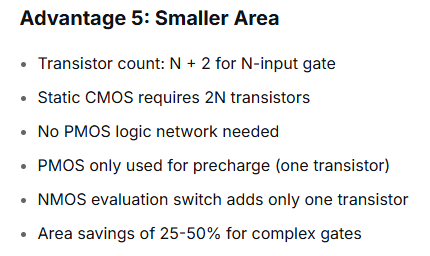 Advantage 5: Smaller Area
• Transistor count: N + 2 for N-input gate
• Static CMOS requires 2N transistors
• No PMOS logic network needed
• PMOS only used for precharge (one transistor)
• NMOS evaluation switch adds only one transistor
• Area savings of 25-50% for complex gates